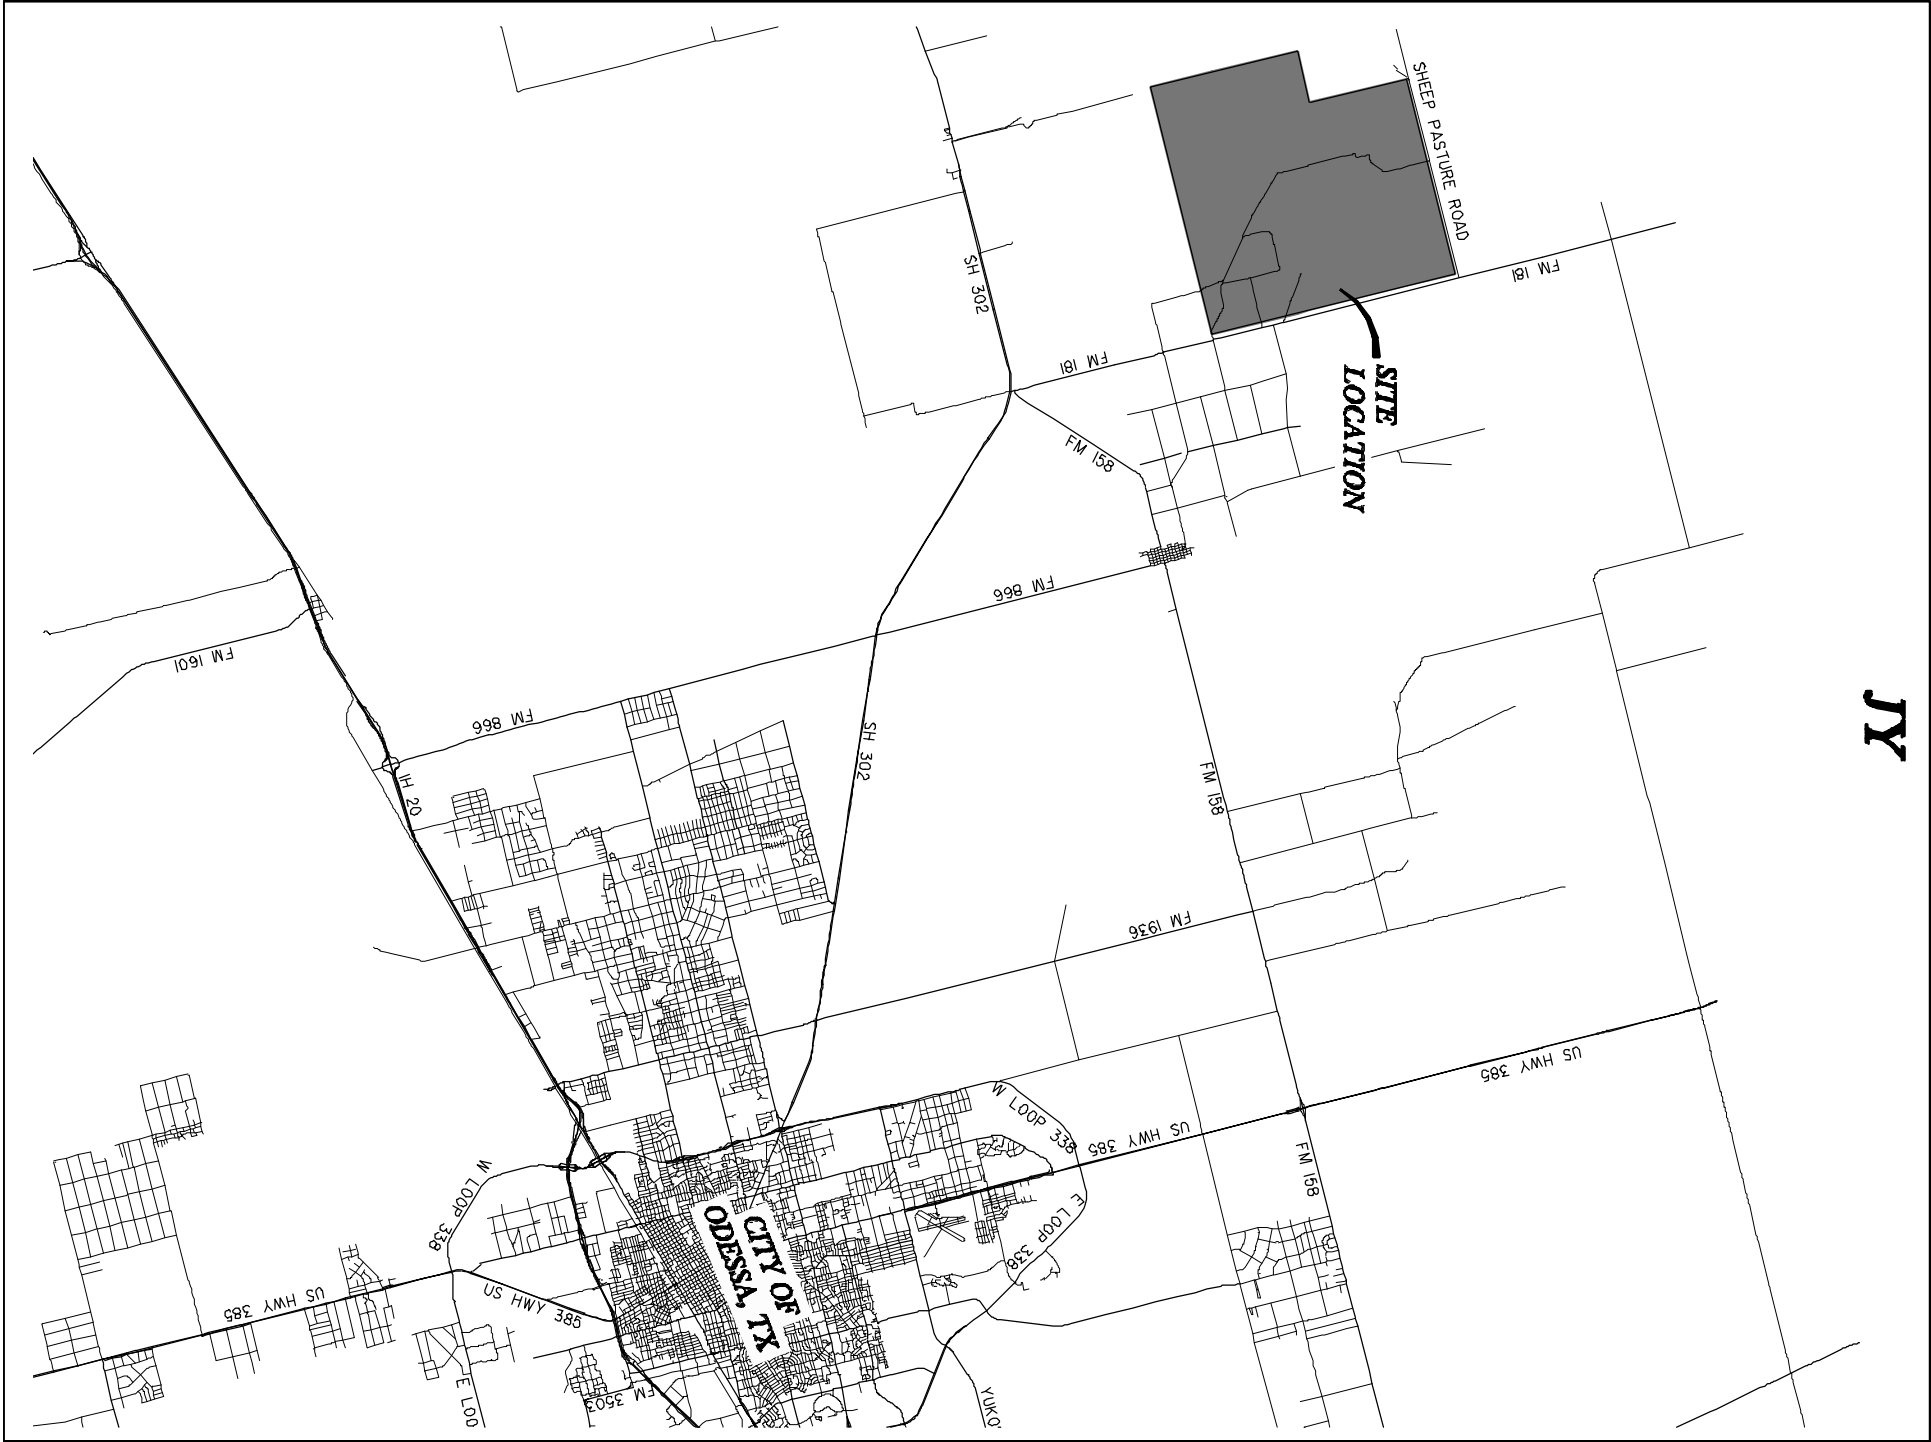 SHEEP PASTURE ROAD
FM 181
SITE
LOCATION
SH 302
FM 181
FM 158
FM 866
FM 1601
FM 866
IH 20
SH 302
FM 158
JY
FM 1936
US HWY 385
W LOOP 338
US HWY 385
FM 158
E LOOP 338
W LOOP 338
CITY OF
ODESSA, TX
US HWY 385
US HWY 385
FM 3503
E LOO
YUKO